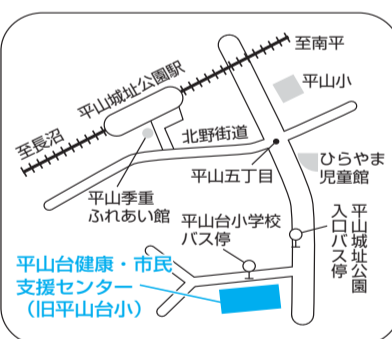 至南平
平山小
平山城址公園駅
北野街道
至長沼
平山五丁目
ひらやま
児童館
平山季重
ふれあい館
平山台小学校
バス停
平山城址公園
入口バス停
平山台健康・市民
支援センター
（旧平山台小）